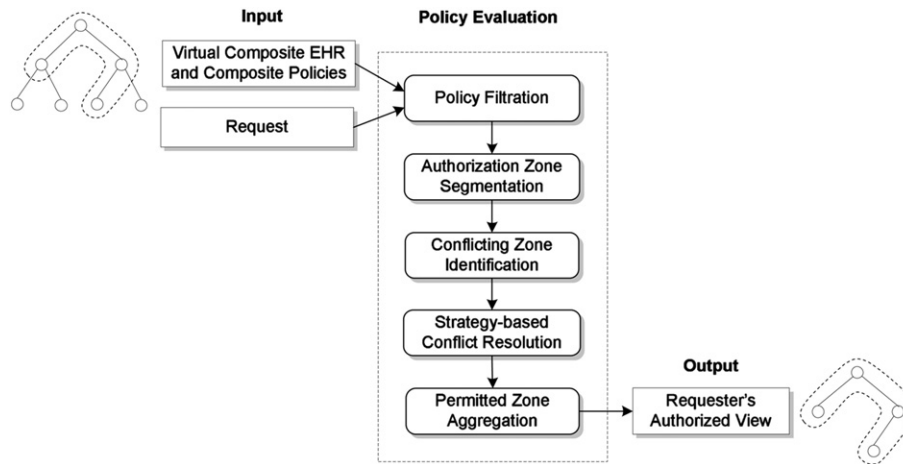 Input
Policy Evaluation
Virtual Composite EHR
and Composite Policies
Request
Policy Filtration
Authorization Zone
Segmentation
Conflicting Zone
Identification
Strategy-based
Conflict Resolution
Permitted Zone
Aggregation
Output
Requester's
Authorized View